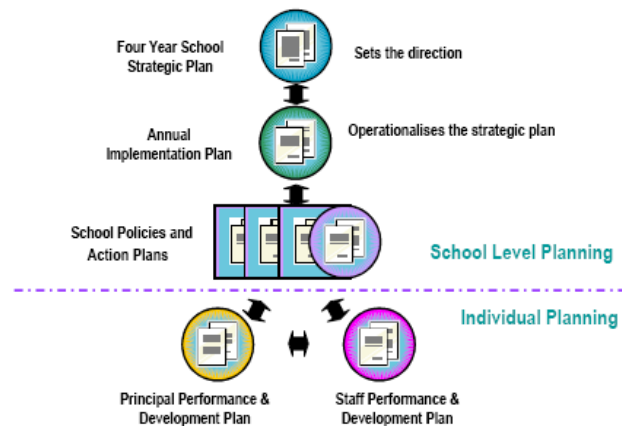 Four Year School
Strategic Plan
Sets the direction
Annual
Implementation Plan
Operationalises the strategic plan
School Policies and
Action Plans
School Level Planning
Individual Planning
Principal Performance &
Development Plan
Staff Performance &
Development Plan